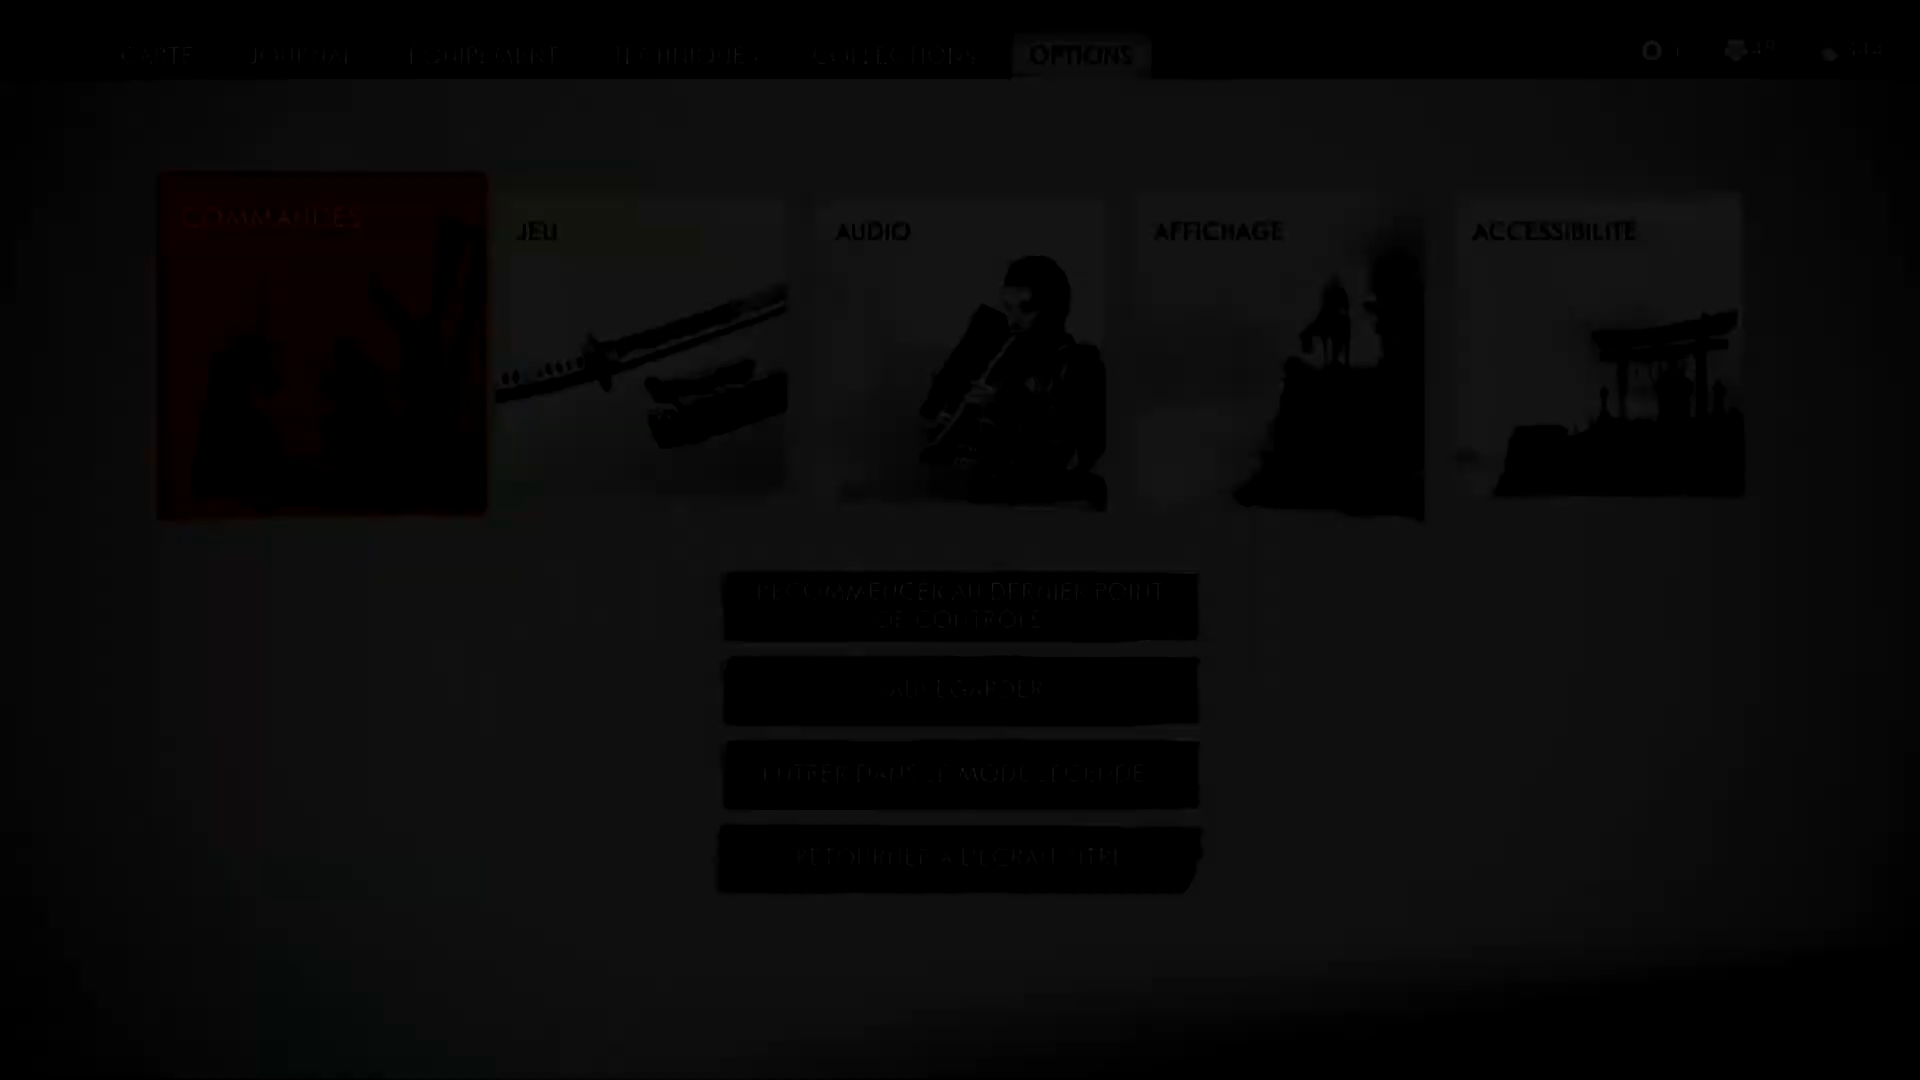 CARTE
JOURNAL
ÉQUIPEMENT
TECHNIQUES
COLLECTIONS
OPTIONS
COMMANDES
JEU
AUDIO
AFFICHAGE
ACCESSIBILITÉ
RECOMMENCER AU DERNIER POINT
DE CONTRÔLE
SAUVEGARDER
ENTRER DANS LE MODE LÉGENDE
RETOURNER À L'ÉCRAN TITRE